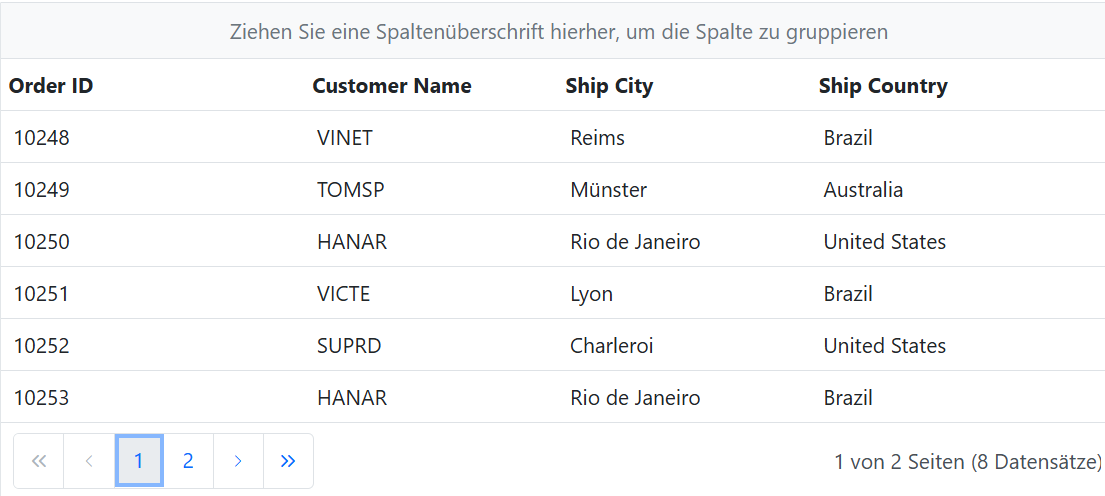 Ziehen Sie eine Spaltenüberschrift hierher, um die Spalte zu gruppieren
Order ID Customer Name Ship City Ship Country
10248 VINET Reims Brazil
10249 TOMSP Münster Australia
10250 HANAR Rio de Janeiro United States
10251 VICTE Lyon Brazil
10252 SUPRD Charleroi United States
10253 HANAR Rio de Janeiro Brazil
« ‹ 1 2 › » 1 von 2 Seiten (8 Datensätze)